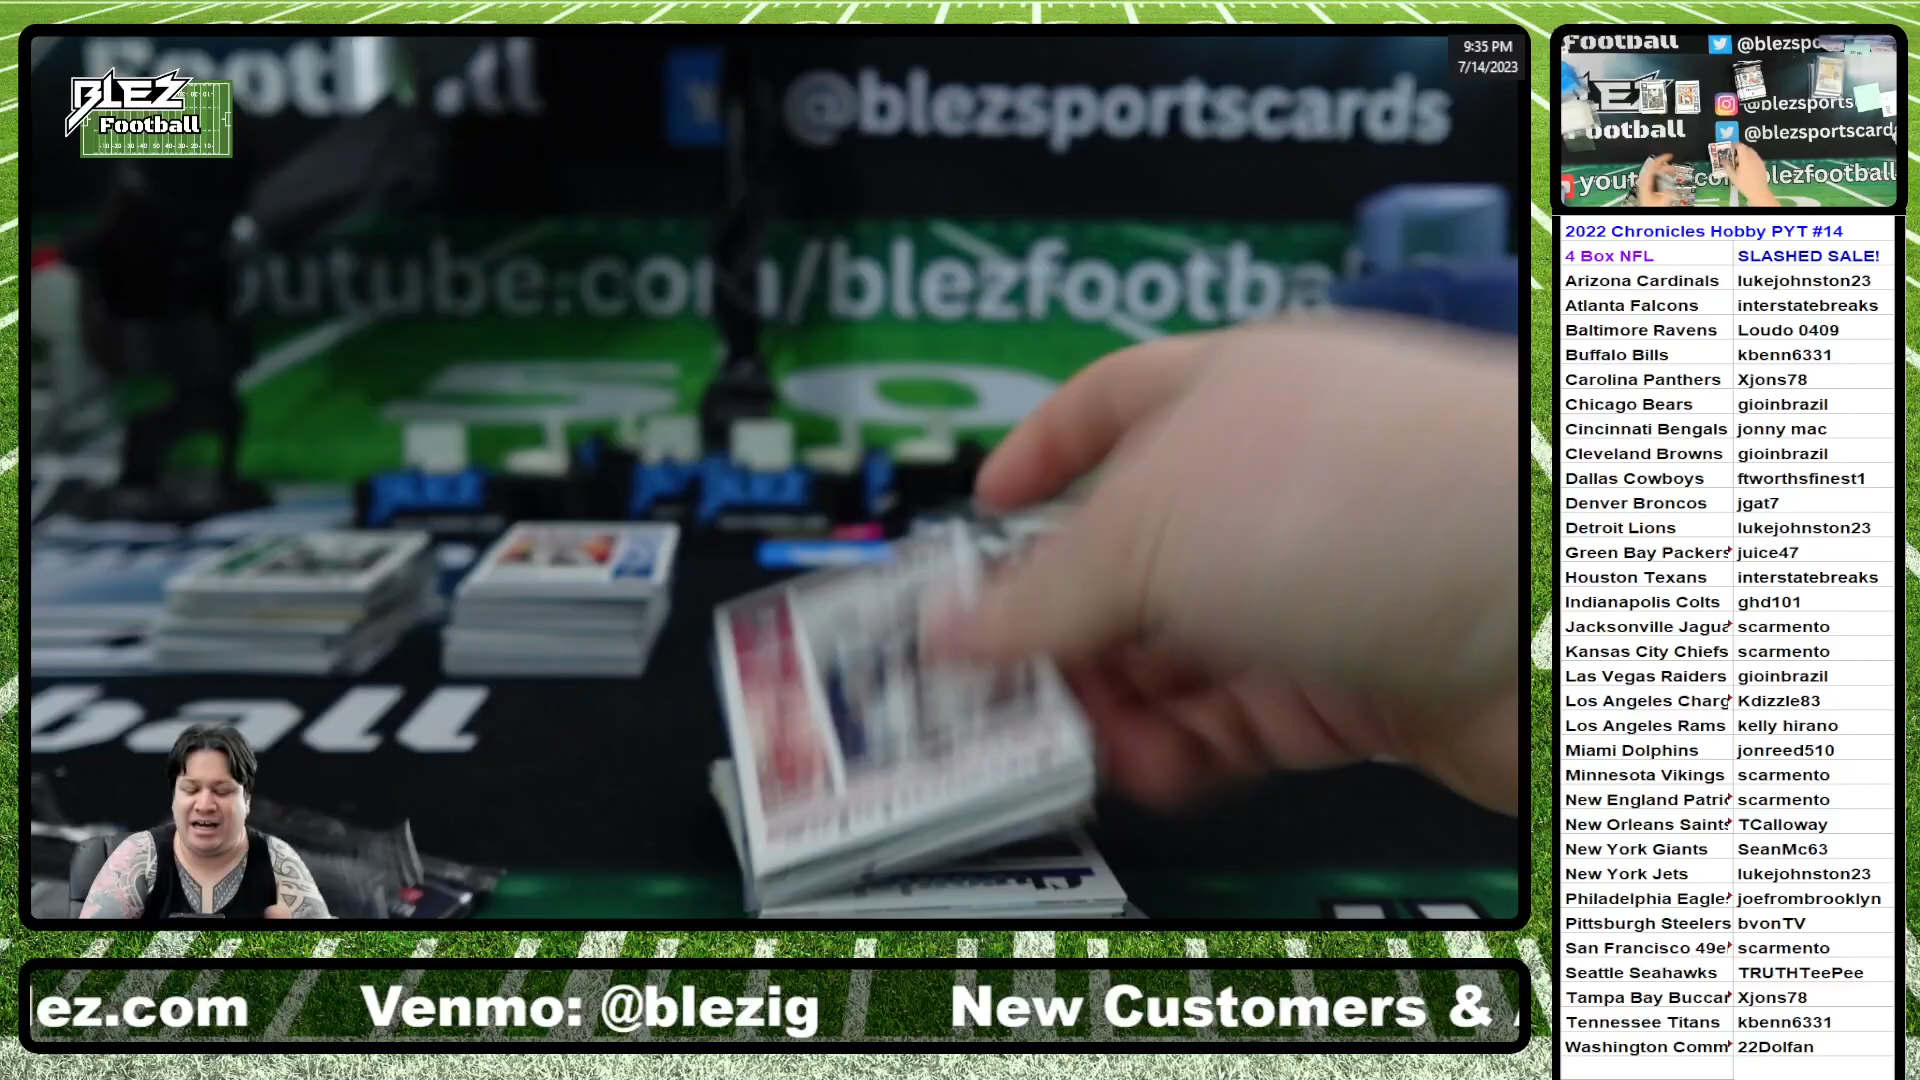 9:35 PM
7/14/2023
BLEZ
Football
@blezsportscards
ball
Football
@blezspo
@blezsports
Football
@blezsportscard
blezfootball
2022 Chronicles Hobby PYT #14
4 Box NFL SLASHED SALE!
Arizona Cardinals lukejohnston23
Atlanta Falcons interstatebreaks
Baltimore Ravens Loudo 0409
Buffalo Bills kbenn6331
Carolina Panthers Xjons78
Chicago Bears gioinbrazil
Cincinnati Bengals jonny mac
Cleveland Browns gioinbrazil
Dallas Cowboys ftworthsfinest1
Denver Broncos jgat7
Detroit Lions lukejohnston23
Green Bay Packers juice47
Houston Texans interstatebreaks
Indianapolis Colts ghd101
Jacksonville Jagua scarmento
Kansas City Chiefs scarmento
Las Vegas Raiders gioinbrazil
Los Angeles Charg Kdizzle83
Los Angeles Rams kelly hirano
Miami Dolphins jonreed510
Minnesota Vikings scarmento
New England Patric scarmento
New Orleans Saints TCalloway
New York Giants SeanMc63
New York Jets lukejohnston23
Philadelphia Eagle joefrombrooklyn
Pittsburgh Steelers bvonTV
San Francisco 49e scarmento
Seattle Seahawks TRUTHTeePee
Tampa Bay Buccar Xjons78
Tennessee Titans kbenn6331
Washington Comm 22Dolfan
ez.com Venmo: @blezig New Customers &